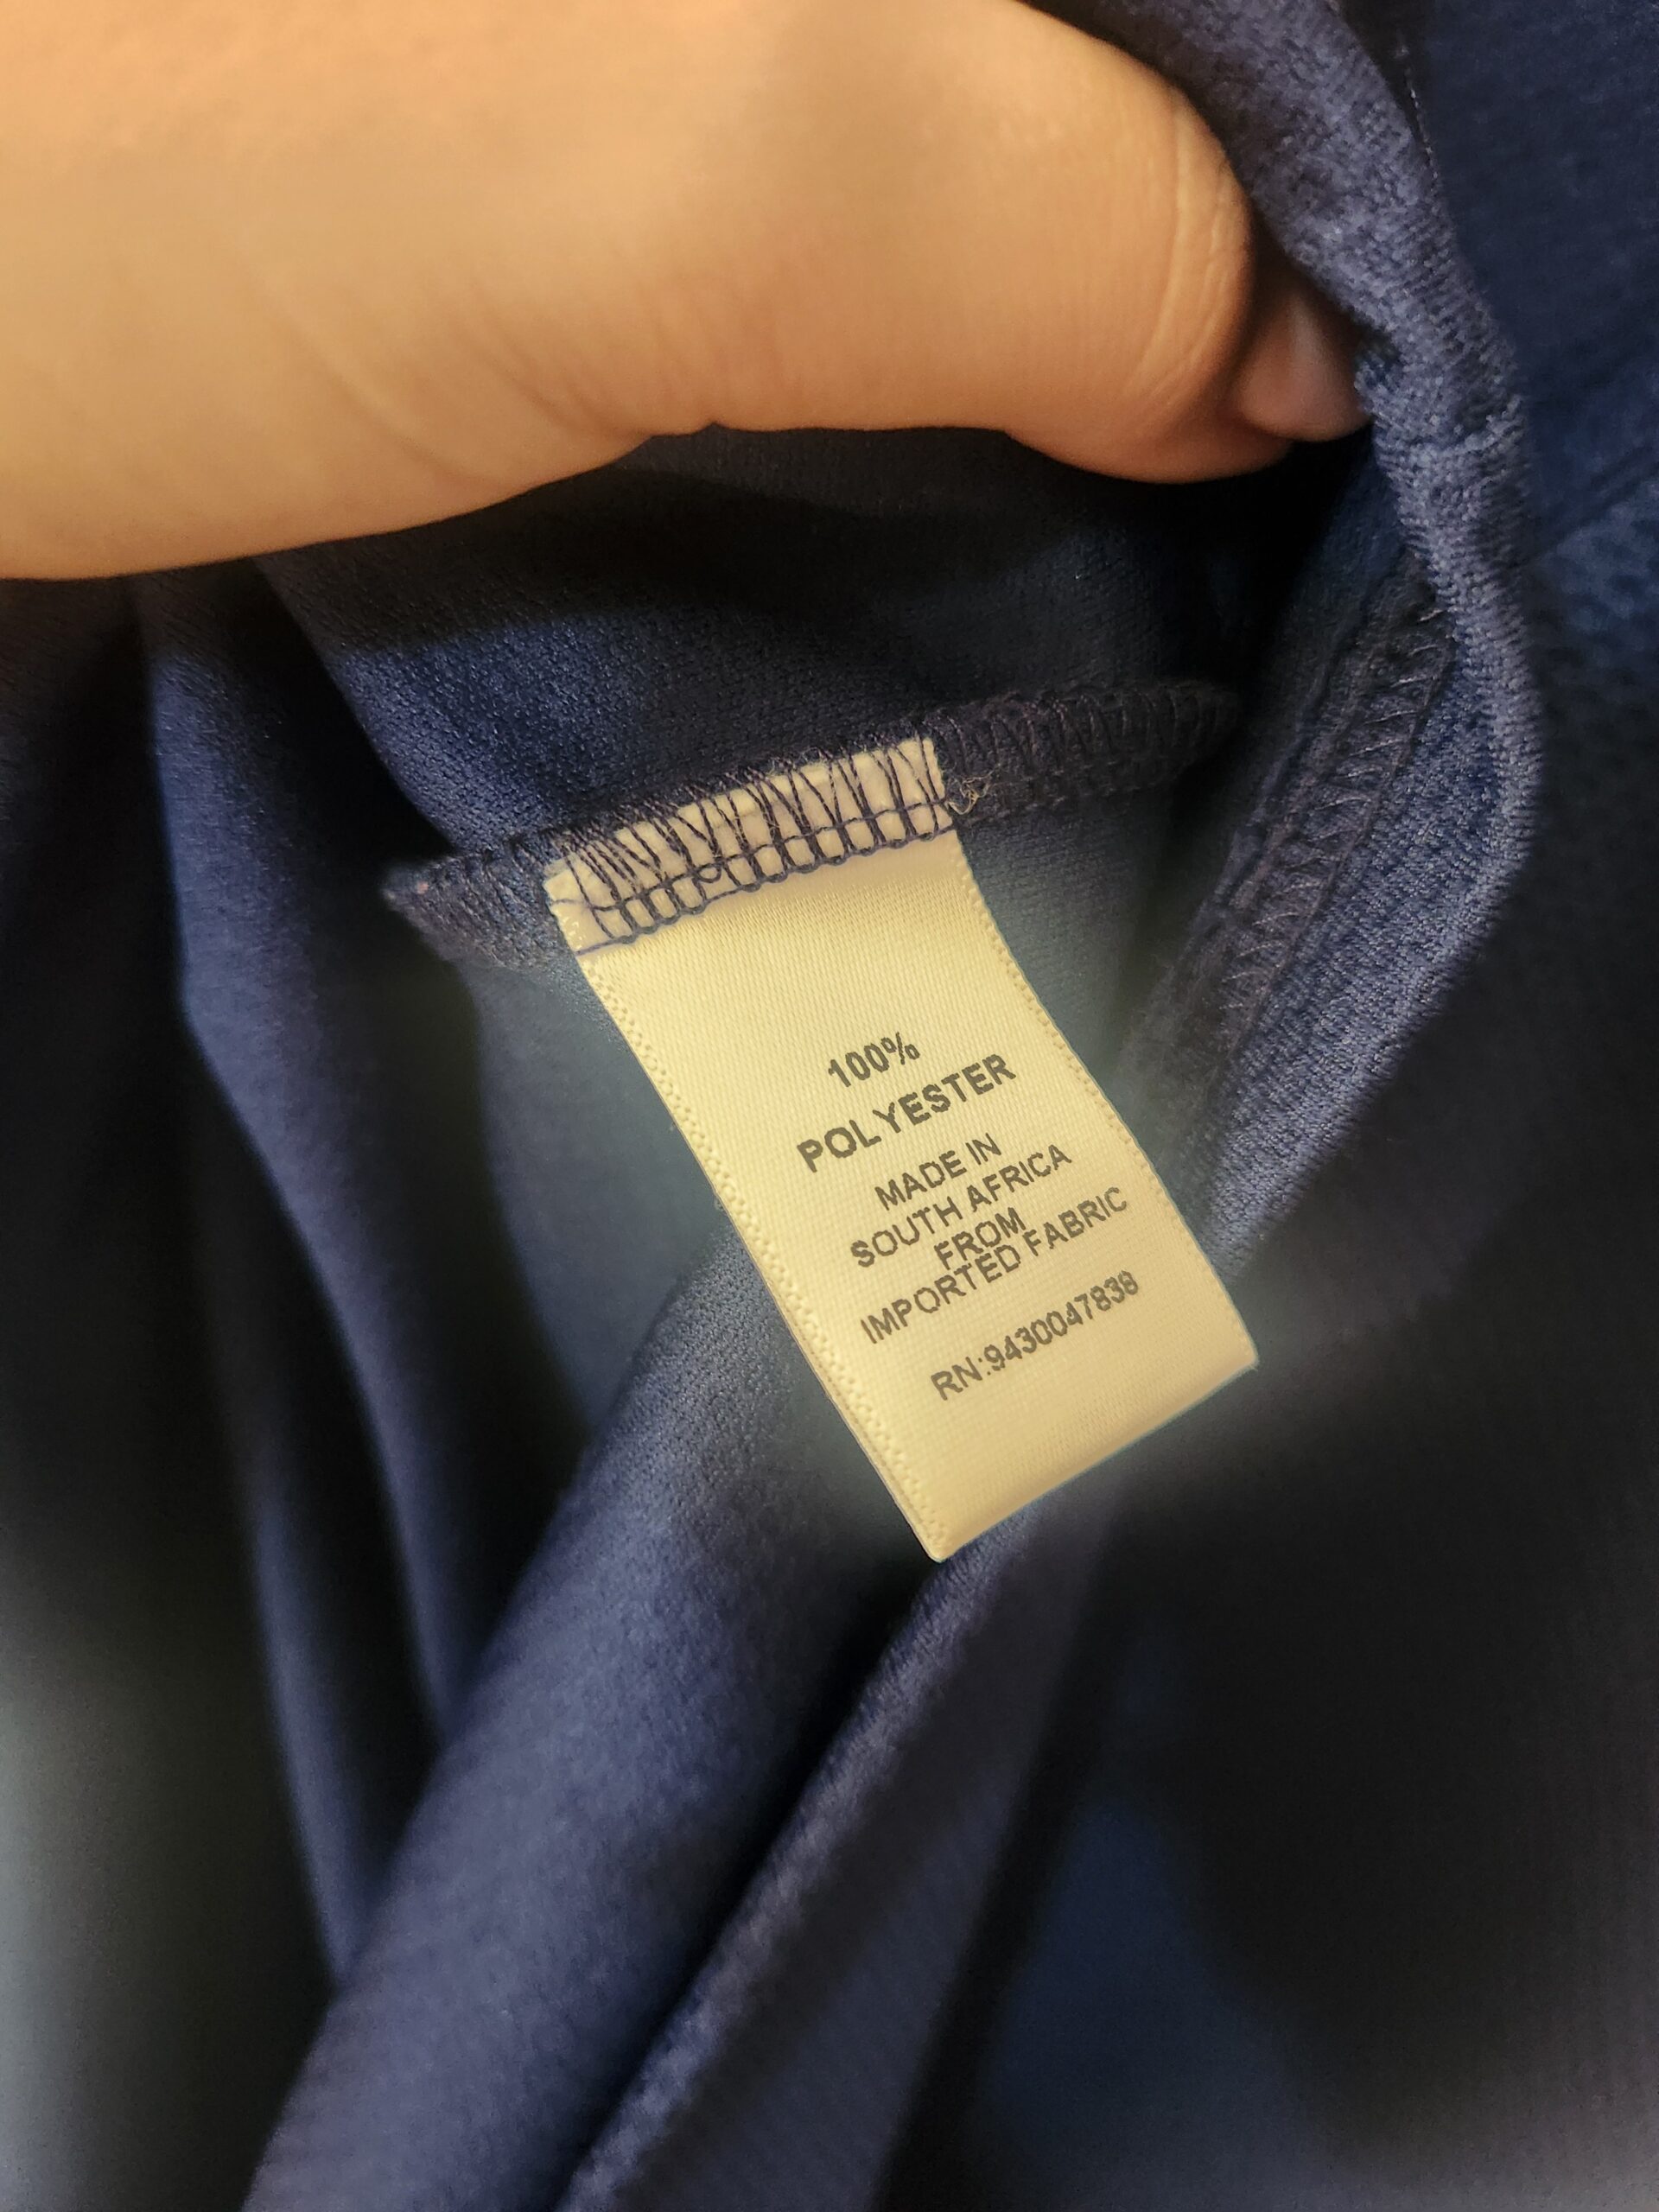 100%
POLYESTER
MADE IN
SOUTH AFRICA
FROM
IMPORTED FABRIC
RN:9430047838